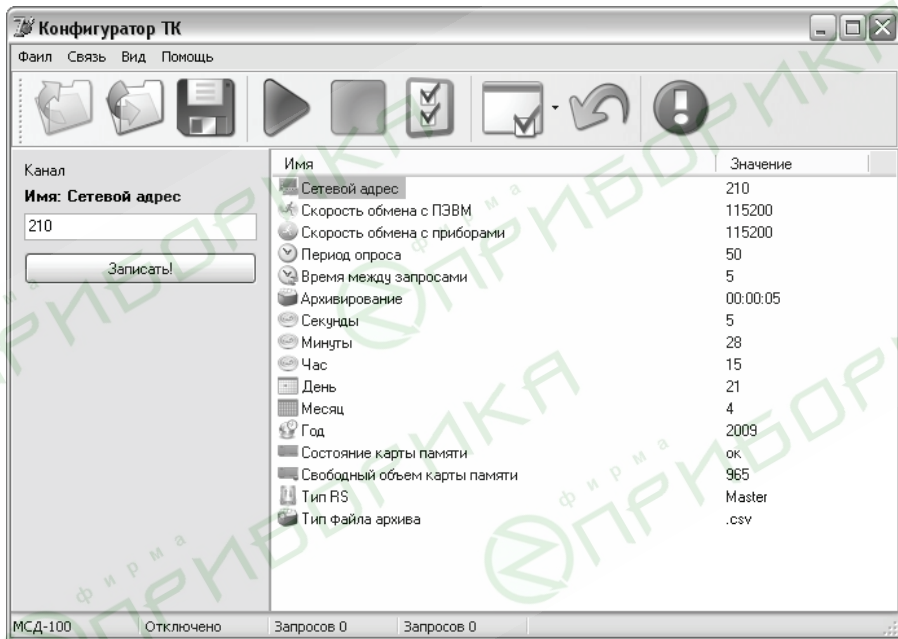 Конфигуратор ТК
Фаил Связь Вид Помощь
Канал
Имя: Сетевой адрес
210
Записать!
Имя Значение
Сетевой адрес 210
Скорость обмена с ПЭВМ 115200
Скорость обмена с приборами 115200
Период опроса 50
Время между запросами 5
Архивирование 00:00:05
Секунды 5
Минуты 28
Час 15
День 21
Месяц 4
Год 2009
Состояние карты памяти ок
Свободный объем карты памяти 965
Тип RS Master
Тип файла архива .csv
МСД-100 Отключено Запросов 0 Запросов 0
фирма
ПРИБОРИКА